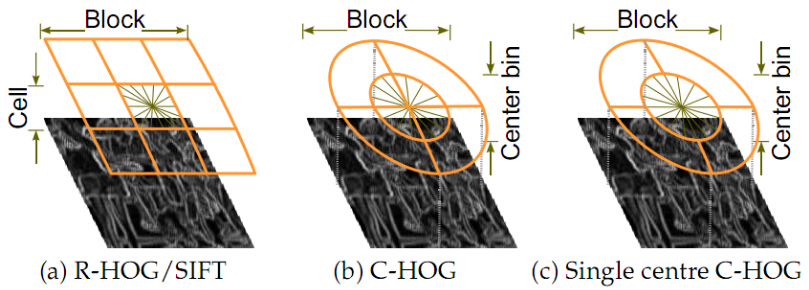 Block
Block
Block
Cell
Center bin
Center bin
(a) R-HOG/SIFT
(b) C-HOG
(c) Single centre C-HOG